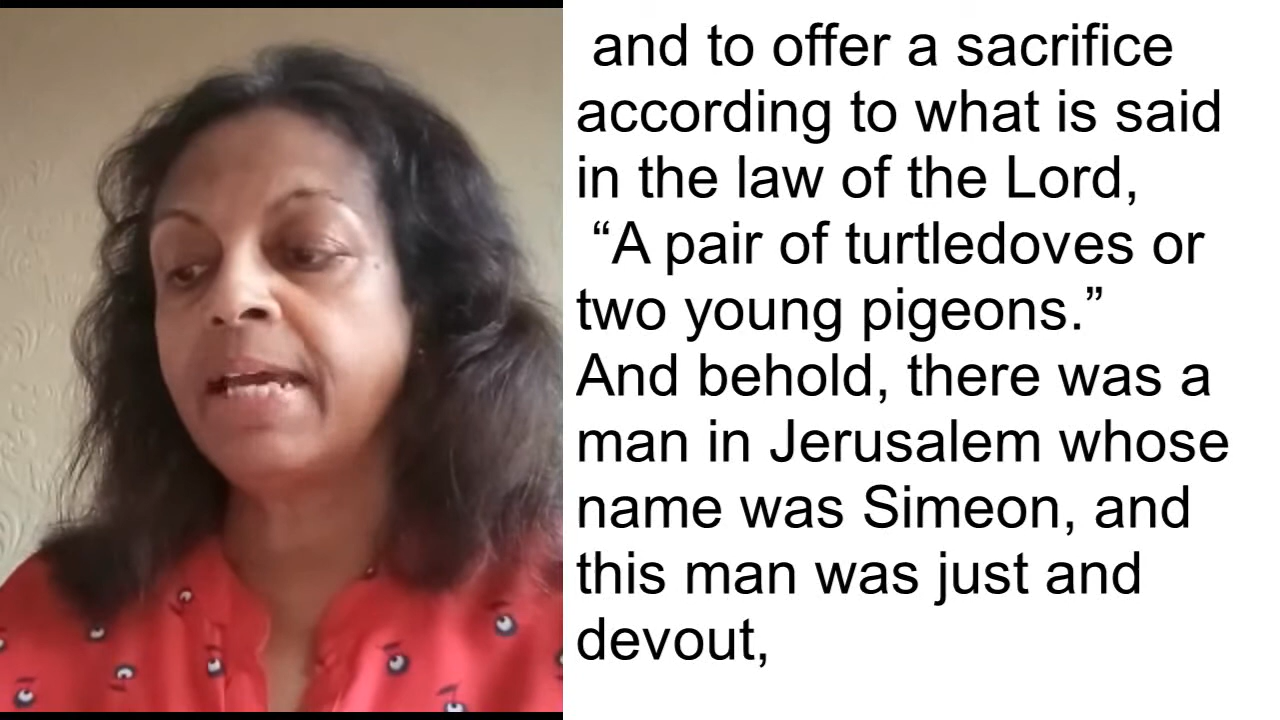 and to offer a sacrifice
according to what is said
in the law of the Lord,
“A pair of turtledoves or
two young pigeons.”
And behold, there was a
man in Jerusalem whose
name was Simeon, and
this man was just and
devout,